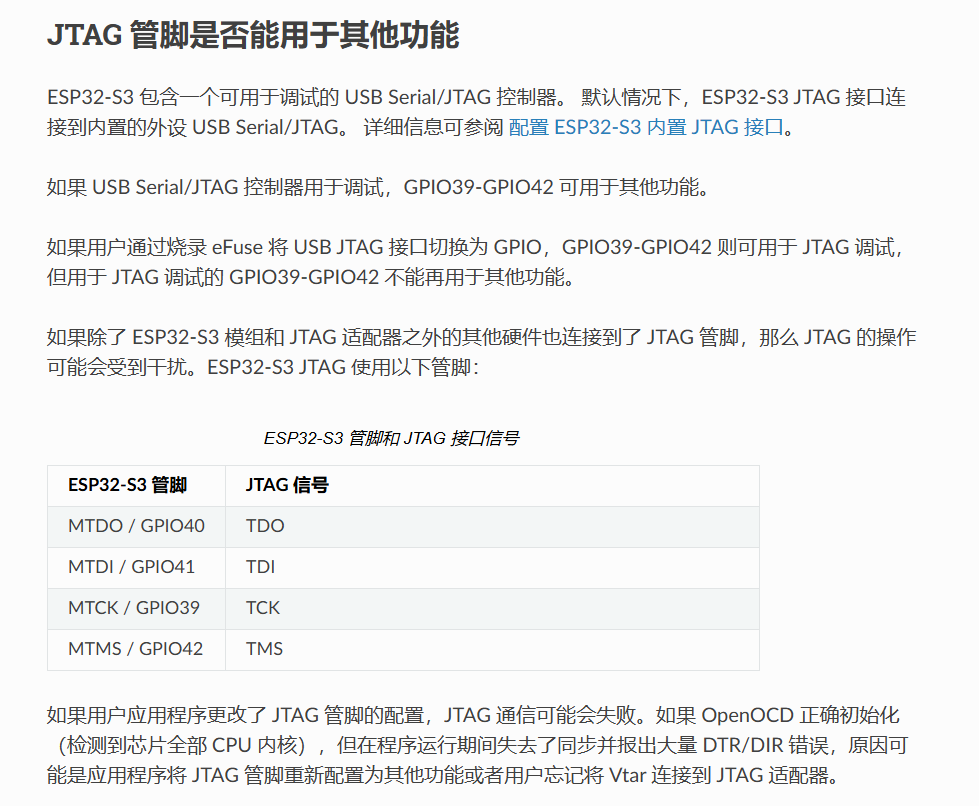 JTAG 管脚是否能用于其他功能
ESP32-S3 包含一个可用于调试的 USB Serial/JTAG 控制器。 默认情况下，ESP32-S3 JTAG 接口连
接到内置的外设 USB Serial/JTAG。 详细信息可参阅 配置 ESP32-S3 内置 JTAG 接口。
如果 USB Serial/JTAG 控制器用于调试，GPIO39-GPIO42 可用于其他功能。
如果用户通过烧录 eFuse 将 USB JTAG 接口切换为 GPIO，GPIO39-GPIO42 则可用于 JTAG 调试，
但用于 JTAG 调试的 GPIO39-GPIO42 不能再用于其他功能。
如果除了 ESP32-S3 模组和 JTAG 适配器之外的其他硬件也连接到了 JTAG 管脚，那么 JTAG 的操作
可能会受到干扰。ESP32-S3 JTAG 使用以下管脚：
ESP32-S3 管脚和 JTAG 接口信号
ESP32-S3 管脚 JTAG 信号
MTDO / GPIO40 TDO
MTDI / GPIO41 TDI
MTCK / GPIO39 TCK
MTMS / GPIO42 TMS
如果用户应用程序更改了 JTAG 管脚的配置，JTAG 通信可能会失败。如果 OpenOCD 正确初始化
（检测到芯片全部 CPU 内核），但在程序运行期间失去了同步并报出大量 DTR/DIR 错误，原因可
能是应用程序将 JTAG 管脚重新配置为其他功能或者用户忘记将 Vtar 连接到 JTAG 适配器。